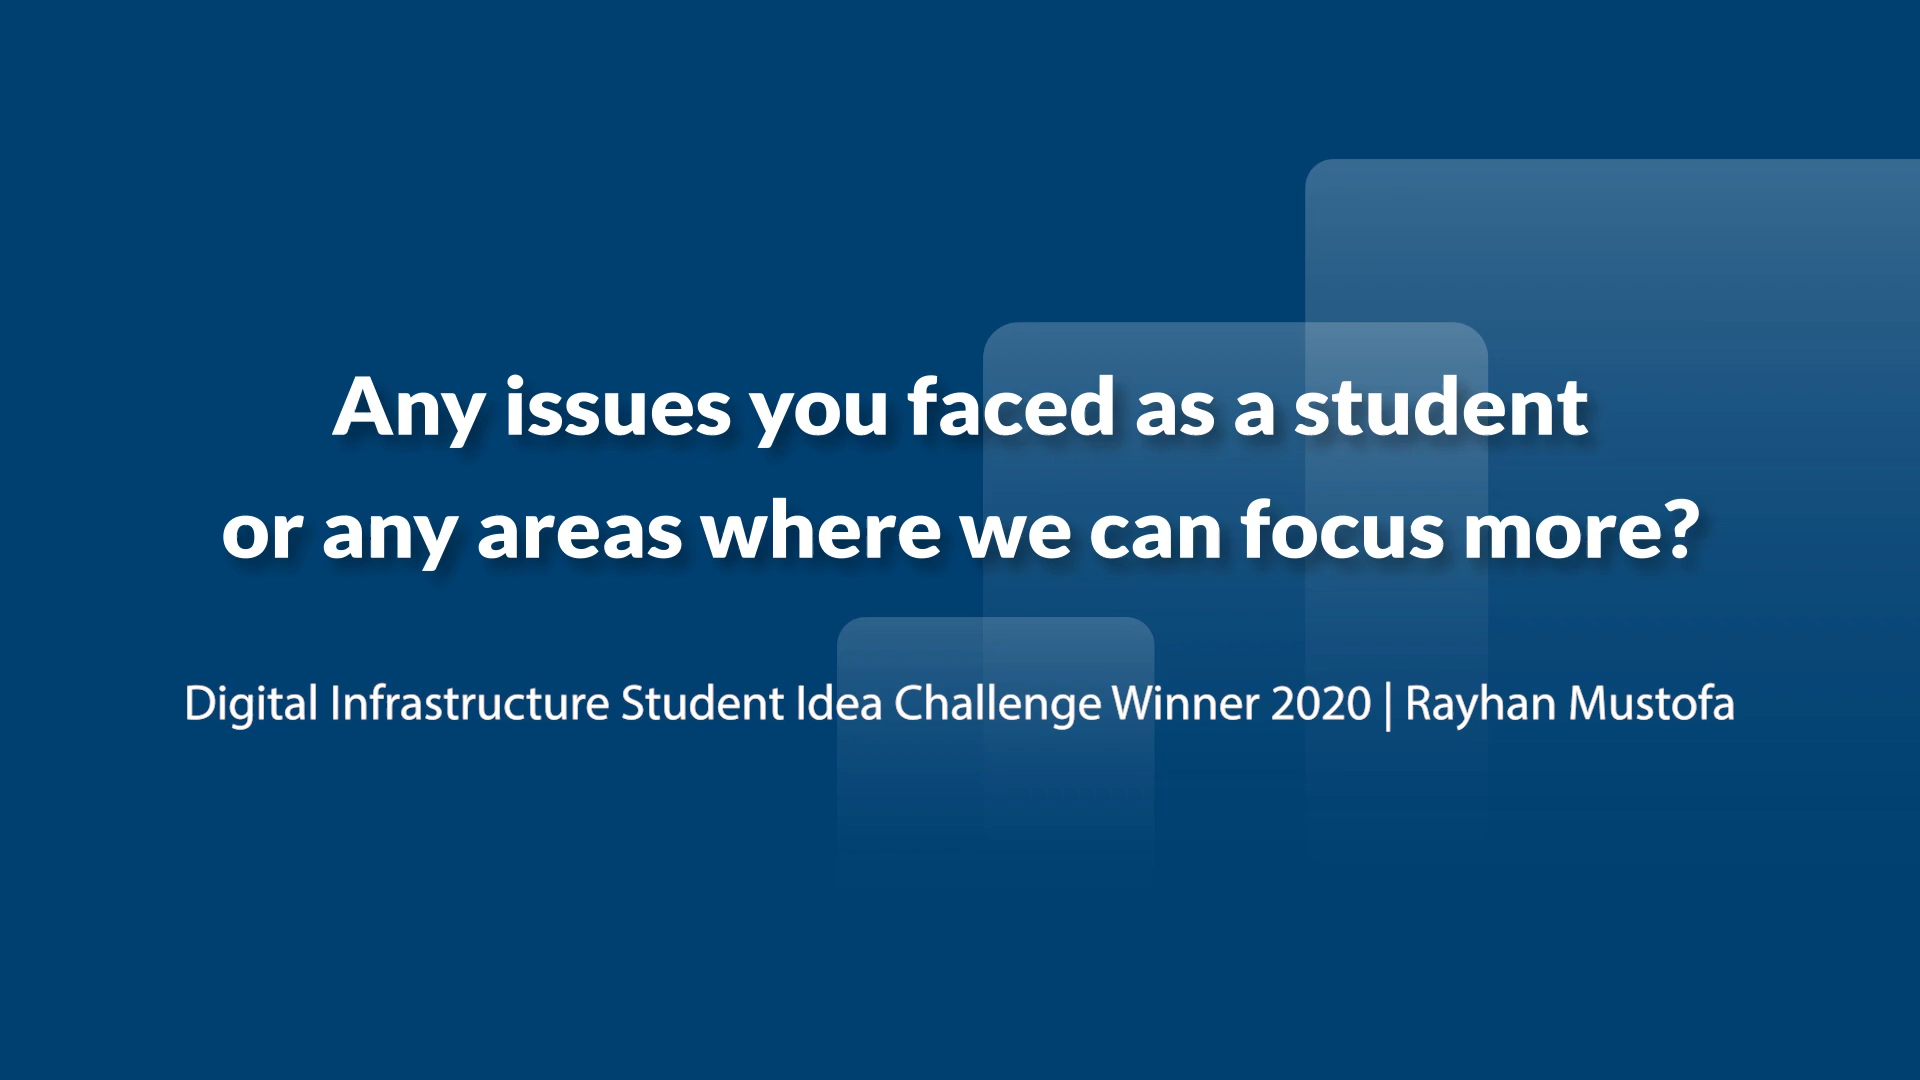 Any issues you faced as a student
or any areas where we can focus more?
Digital Infrastructure Student Idea Challenge Winner 2020 | Rayhan Mustofa